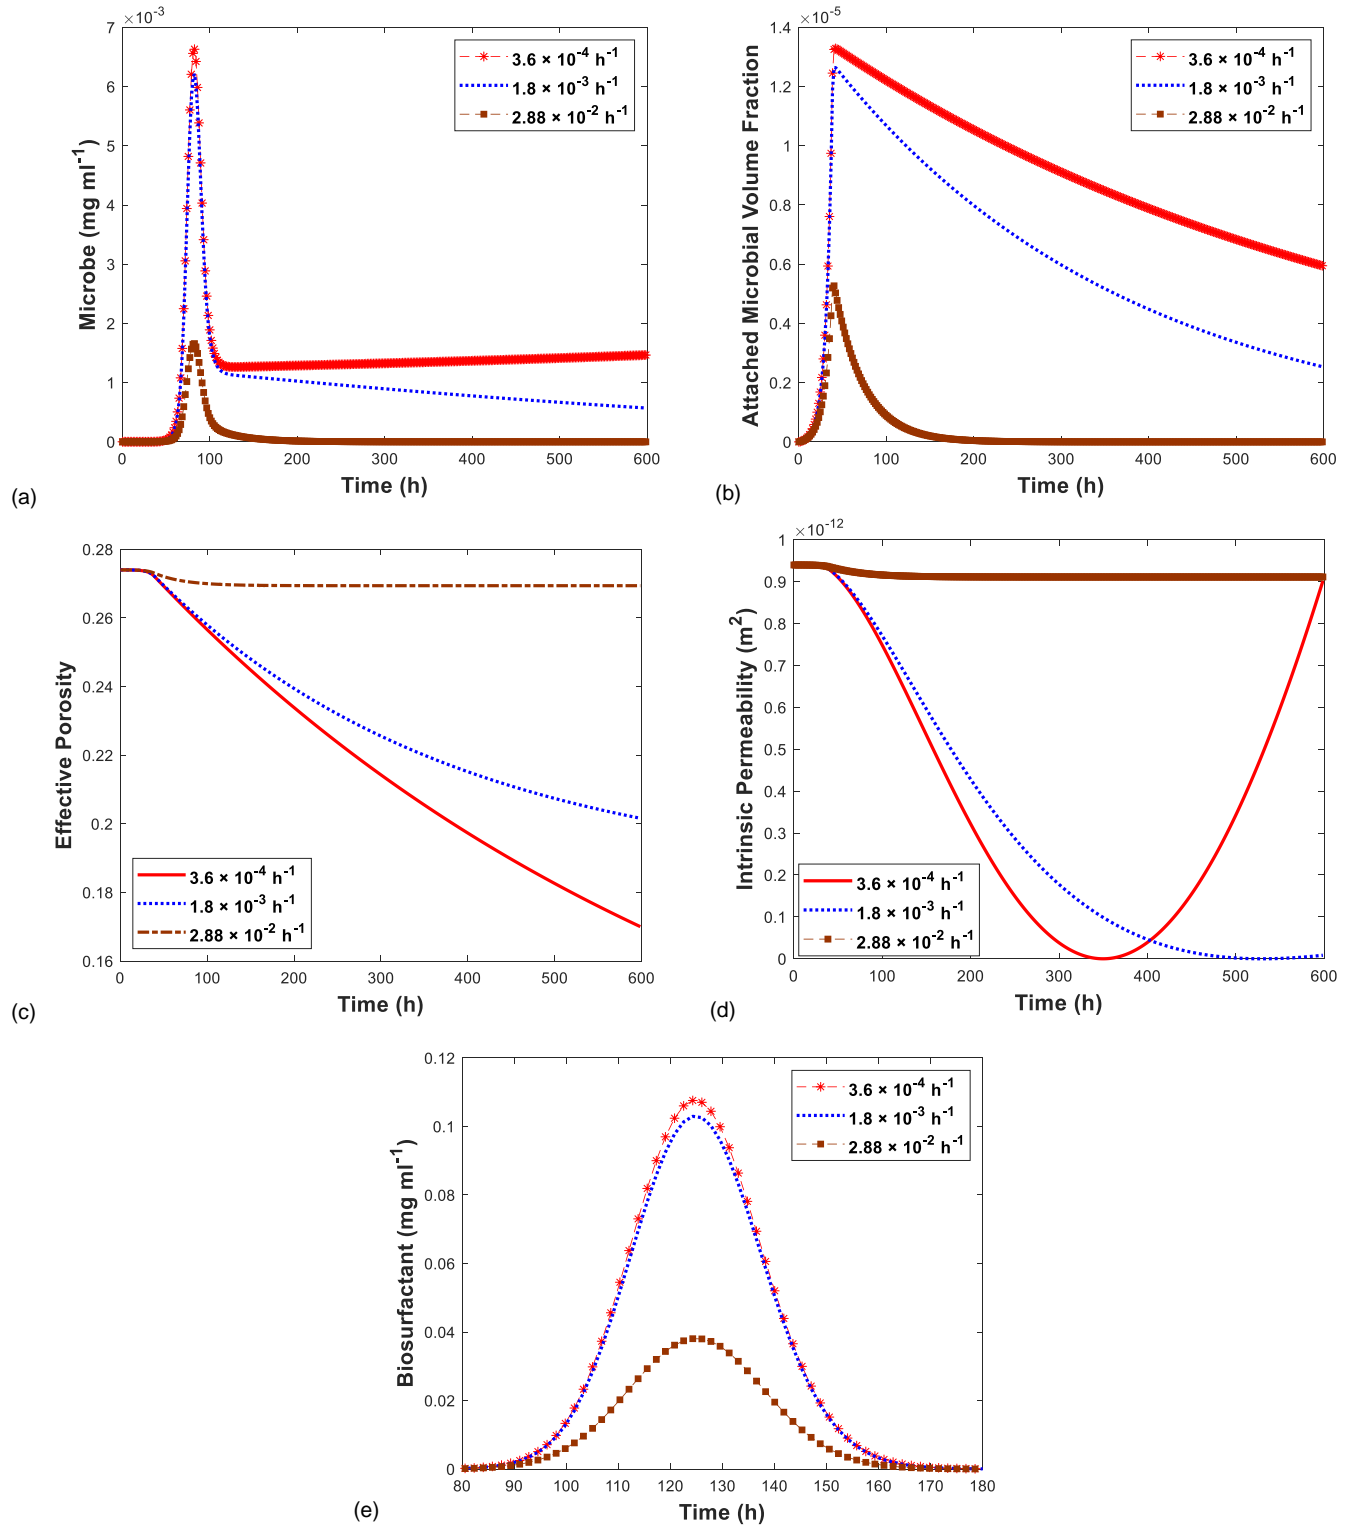 ×10⁻³
7
6
5
4
3
2
1
0
Microbe (mg ml⁻¹)
3.6 × 10⁻⁴ h⁻¹
1.8 × 10⁻³ h⁻¹
2.88 × 10⁻² h⁻¹
0 100 200 300 400 500 600
Time (h)
(a)
×10⁻⁵
1.4
1.2
1
0.8
0.6
0.4
0.2
0
Attached Microbial Volume Fraction
3.6 × 10⁻⁴ h⁻¹
1.8 × 10⁻³ h⁻¹
2.88 × 10⁻² h⁻¹
0 100 200 300 400 500 600
Time (h)
(b)
0.28
0.26
0.24
0.22
0.2
0.18
0.16
Effective Porosity
3.6 × 10⁻⁴ h⁻¹
1.8 × 10⁻³ h⁻¹
2.88 × 10⁻² h⁻¹
0 100 200 300 400 500 600
Time (h)
(c)
×10⁻¹²
1
0.9
0.8
0.7
0.6
0.5
0.4
0.3
0.2
0.1
0
Intrinsic Permeability (m²)
3.6 × 10⁻⁴ h⁻¹
1.8 × 10⁻³ h⁻¹
2.88 × 10⁻² h⁻¹
0 100 200 300 400 500 600
Time (h)
(d)
0.12
0.1
0.08
0.06
0.04
0.02
0
Biosurfactant (mg ml⁻¹)
3.6 × 10⁻⁴ h⁻¹
1.8 × 10⁻³ h⁻¹
2.88 × 10⁻² h⁻¹
80 90 100 110 120 130 140 150 160 170 180
Time (h)
(e)